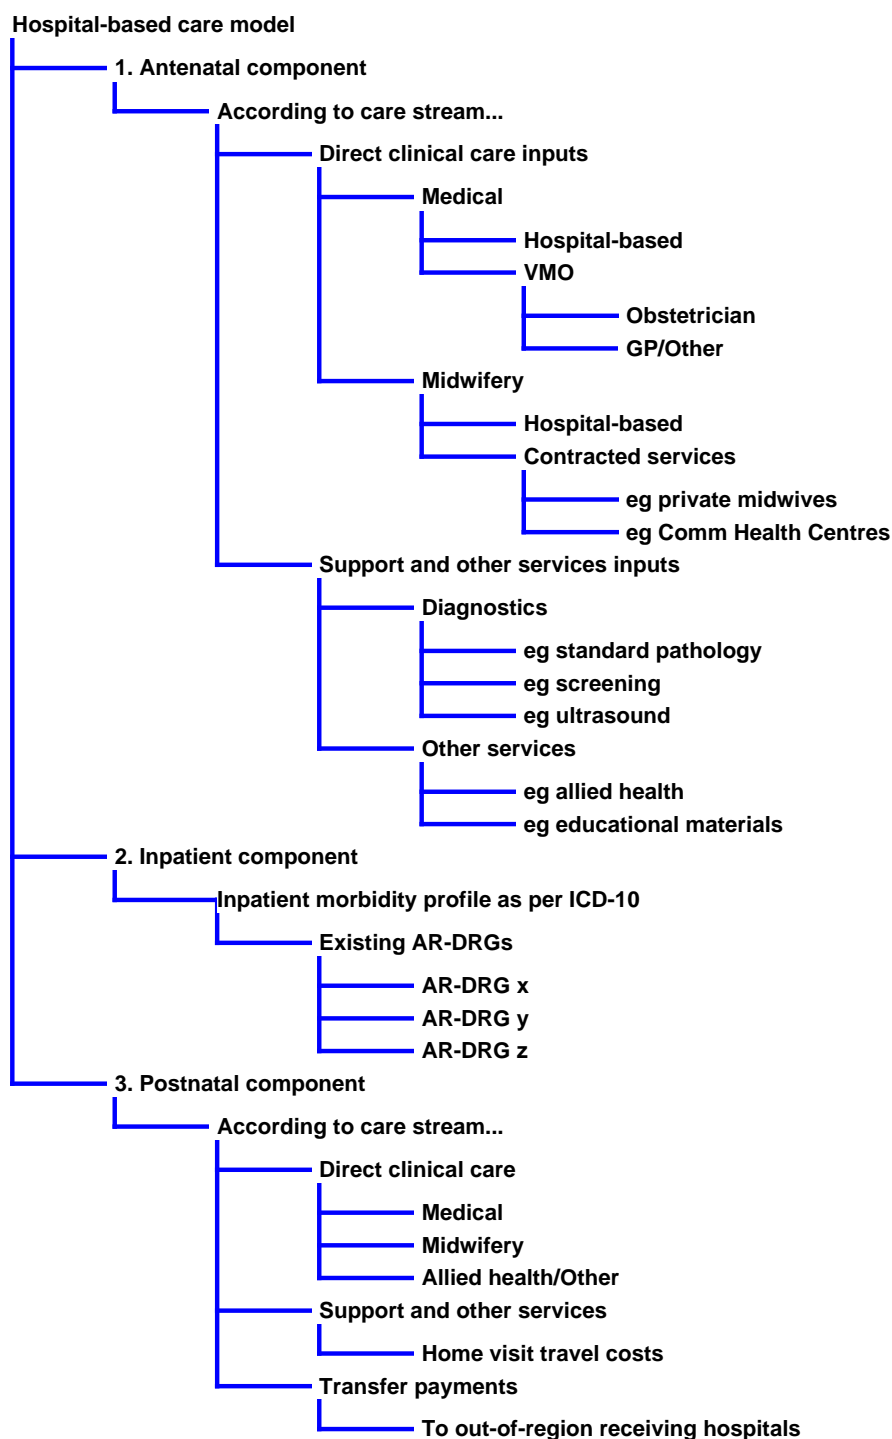 Hospital-based care model
1. Antenatal component
According to care stream...
Direct clinical care inputs
Medical
Hospital-based
VMO
Obstetrician
GP/Other
Midwifery
Hospital-based
Contracted services
eg private midwives
eg Comm Health Centres
Support and other services inputs
Diagnostics
eg standard pathology
eg screening
eg ultrasound
Other services
eg allied health
eg educational materials
2. Inpatient component
Inpatient morbidity profile as per ICD-10
Existing AR-DRGs
AR-DRG x
AR-DRG y
AR-DRG z
3. Postnatal component
According to care stream...
Direct clinical care
Medical
Midwifery
Allied health/Other
Support and other services
Home visit travel costs
Transfer payments
To out-of-region receiving hospitals